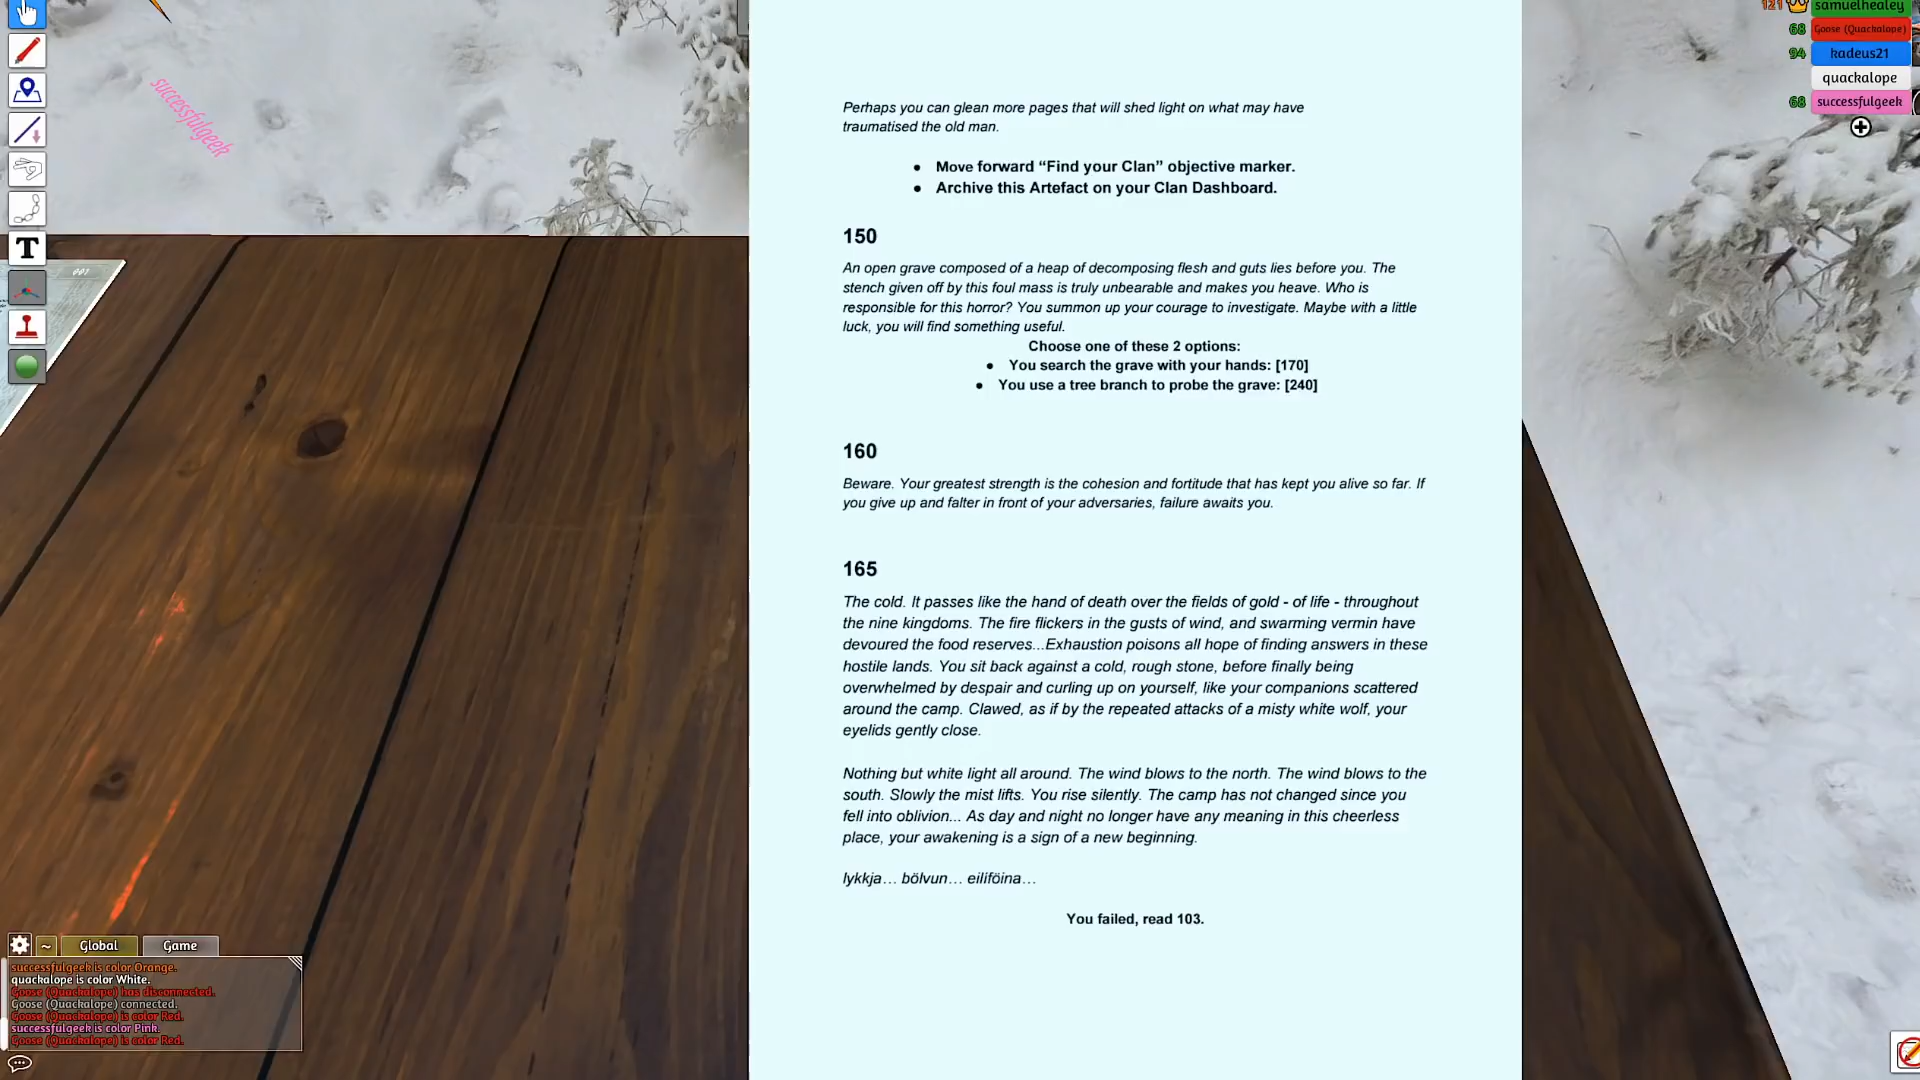 successfulgeek
001
Perhaps you can glean more pages that will shed light on what may have
traumatised the old man.
● Move forward “Find your Clan” objective marker.
● Archive this Artefact on your Clan Dashboard.
150
An open grave composed of a heap of decomposing flesh and guts lies before you. The
stench given off by this foul mass is truly unbearable and makes you heave. Who is
responsible for this horror? You summon up your courage to investigate. Maybe with a little
luck, you will find something useful.
Choose one of these 2 options:
● You search the grave with your hands: [170]
● You use a tree branch to probe the grave: [240]
160
Beware. Your greatest strength is the cohesion and fortitude that has kept you alive so far. If
you give up and falter in front of your adversaries, failure awaits you.
165
The cold. It passes like the hand of death over the fields of gold - of life - throughout
the nine kingdoms. The fire flickers in the gusts of wind, and swarming vermin have
devoured the food reserves...Exhaustion poisons all hope of finding answers in these
hostile lands. You sit back against a cold, rough stone, before finally being
overwhelmed by despair and curling up on yourself, like your companions scattered
around the camp. Clawed, as if by the repeated attacks of a misty white wolf, your
eyelids gently close.
Nothing but white light all around. The wind blows to the north. The wind blows to the
south. Slowly the mist lifts. You rise silently. The camp has not changed since you
fell into oblivion... As day and night no longer have any meaning in this cheerless
place, your awakening is a sign of a new beginning.
lykkja… bölvun… eilíföina…
You failed, read 103.
121 samuelhealey
68 Goose (Quackalope)
94 kadeus21
quackalope
68 successfulgeek
T
~ Global Game
successfulgeek is color Orange.
quackalope is color White.
Goose (Quackalope) has disconnected.
Goose (Quackalope) connected.
Goose (Quackalope) is color Red.
successfulgeek is color Pink.
Goose (Quackalope) is color Red.